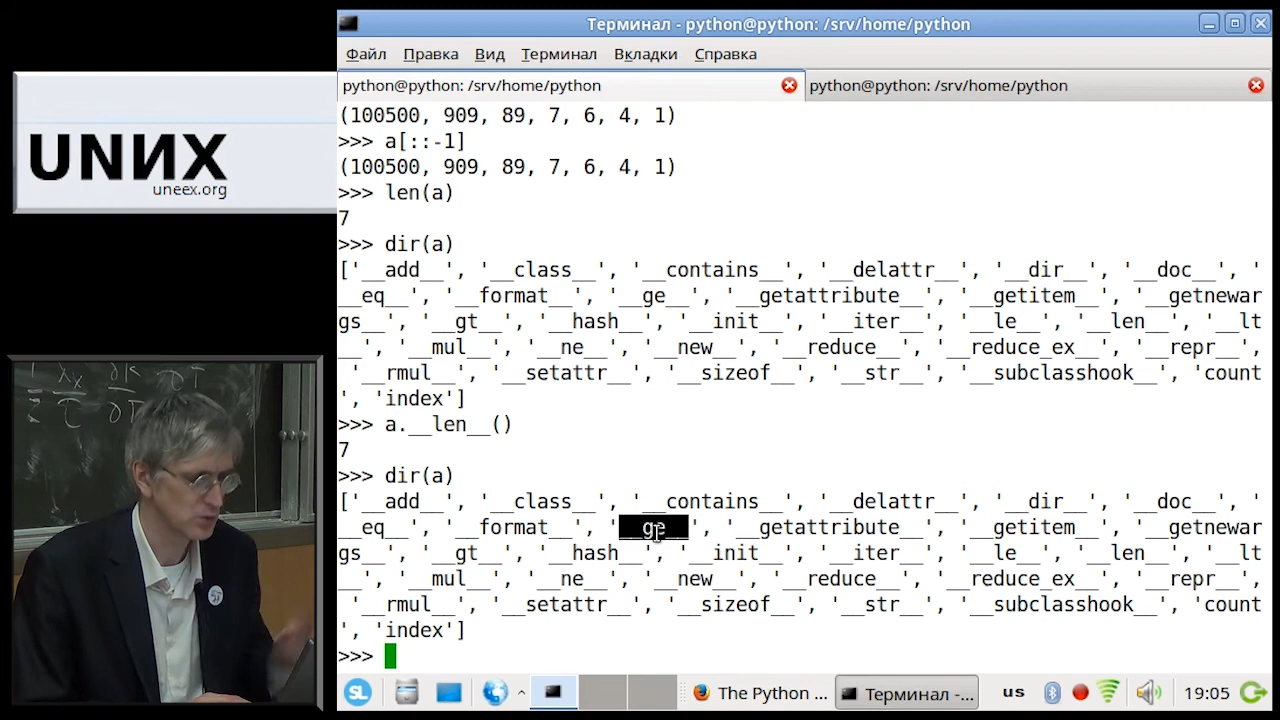 Терминал - python@python: /srv/home/python
Файл Правка Вид Терминал Вкладки Справка
python@python: /srv/home/python python@python: /srv/home/python
UNИX
uneex.org
(100500, 909, 89, 7, 6, 4, 1)
>>> a[::-1]
(100500, 909, 89, 7, 6, 4, 1)
>>> len(a)
7
>>> dir(a)
['__add__', '__class__', '__contains__', '__delattr__', '__dir__', '__doc__', '
__eq__', '__format__', '__ge__', '__getattribute__', '__getitem__', '__getnewar
gs__', '__gt__', '__hash__', '__init__', '__iter__', '__le__', '__len__', '__lt
__', '__mul__', '__ne__', '__new__', '__reduce__', '__reduce_ex__', '__repr__',
'__rmul__', '__setattr__', '__sizeof__', '__str__', '__subclasshook__', 'count
', 'index']
>>> a.__len__()
7
>>> dir(a)
['__add__', '__class__', '__contains__', '__delattr__', '__dir__', '__doc__', '
__eq__', '__format__', '__ge__', '__getattribute__', '__getitem__', '__getnewar
gs__', '__gt__', '__hash__', '__init__', '__iter__', '__le__', '__len__', '__lt
__', '__mul__', '__ne__', '__new__', '__reduce__', '__reduce_ex__', '__repr__',
'__rmul__', '__setattr__', '__sizeof__', '__str__', '__subclasshook__', 'count
', 'index']
>>>
SL The Python ... Терминал -... us 19:05